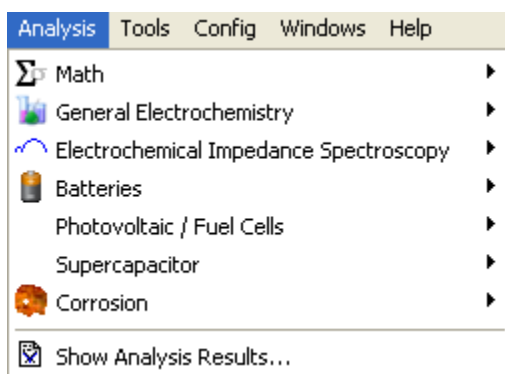 Analysis Tools Config Windows Help
Math
General Electrochemistry
Electrochemical Impedance Spectroscopy
Batteries
Photovoltaic / Fuel Cells
Supercapacitor
Corrosion
Show Analysis Results...